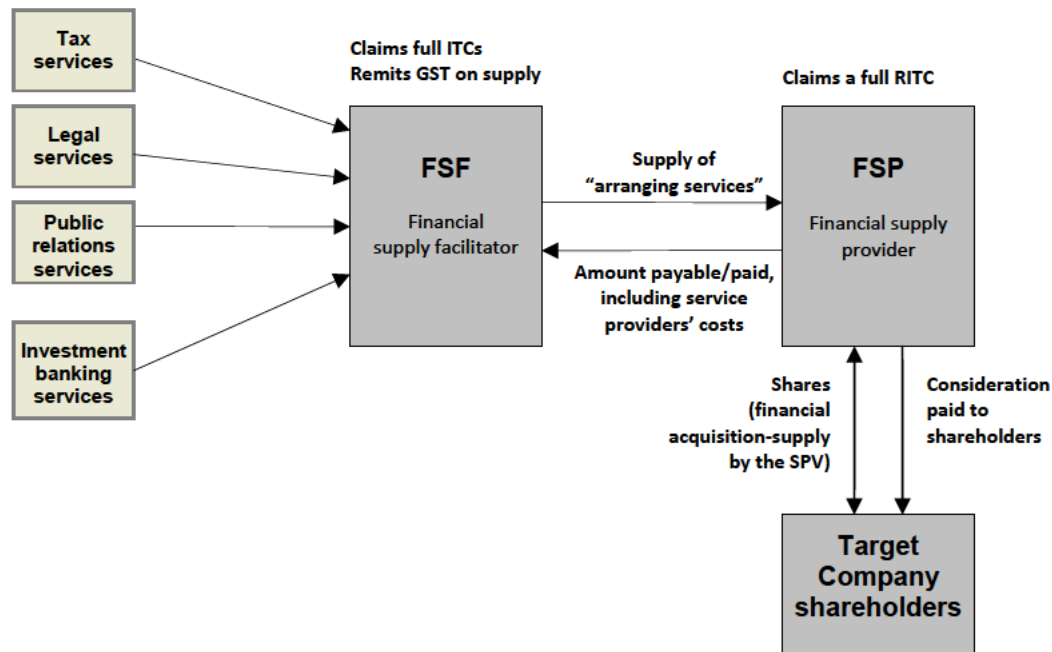 Tax
services
Legal
services
Public
relations
services
Investment
banking
services
Claims full ITCs
Remits GST on supply
FSF
Financial
supply facilitator
Supply of
“arranging services”
Amount payable/paid,
including service
providers’ costs
Claims a full RITC
FSP
Financial supply
provider
Shares
(financial
acquisition-supply
by the SPV)
Consideration
paid to
shareholders
Target
Company
shareholders